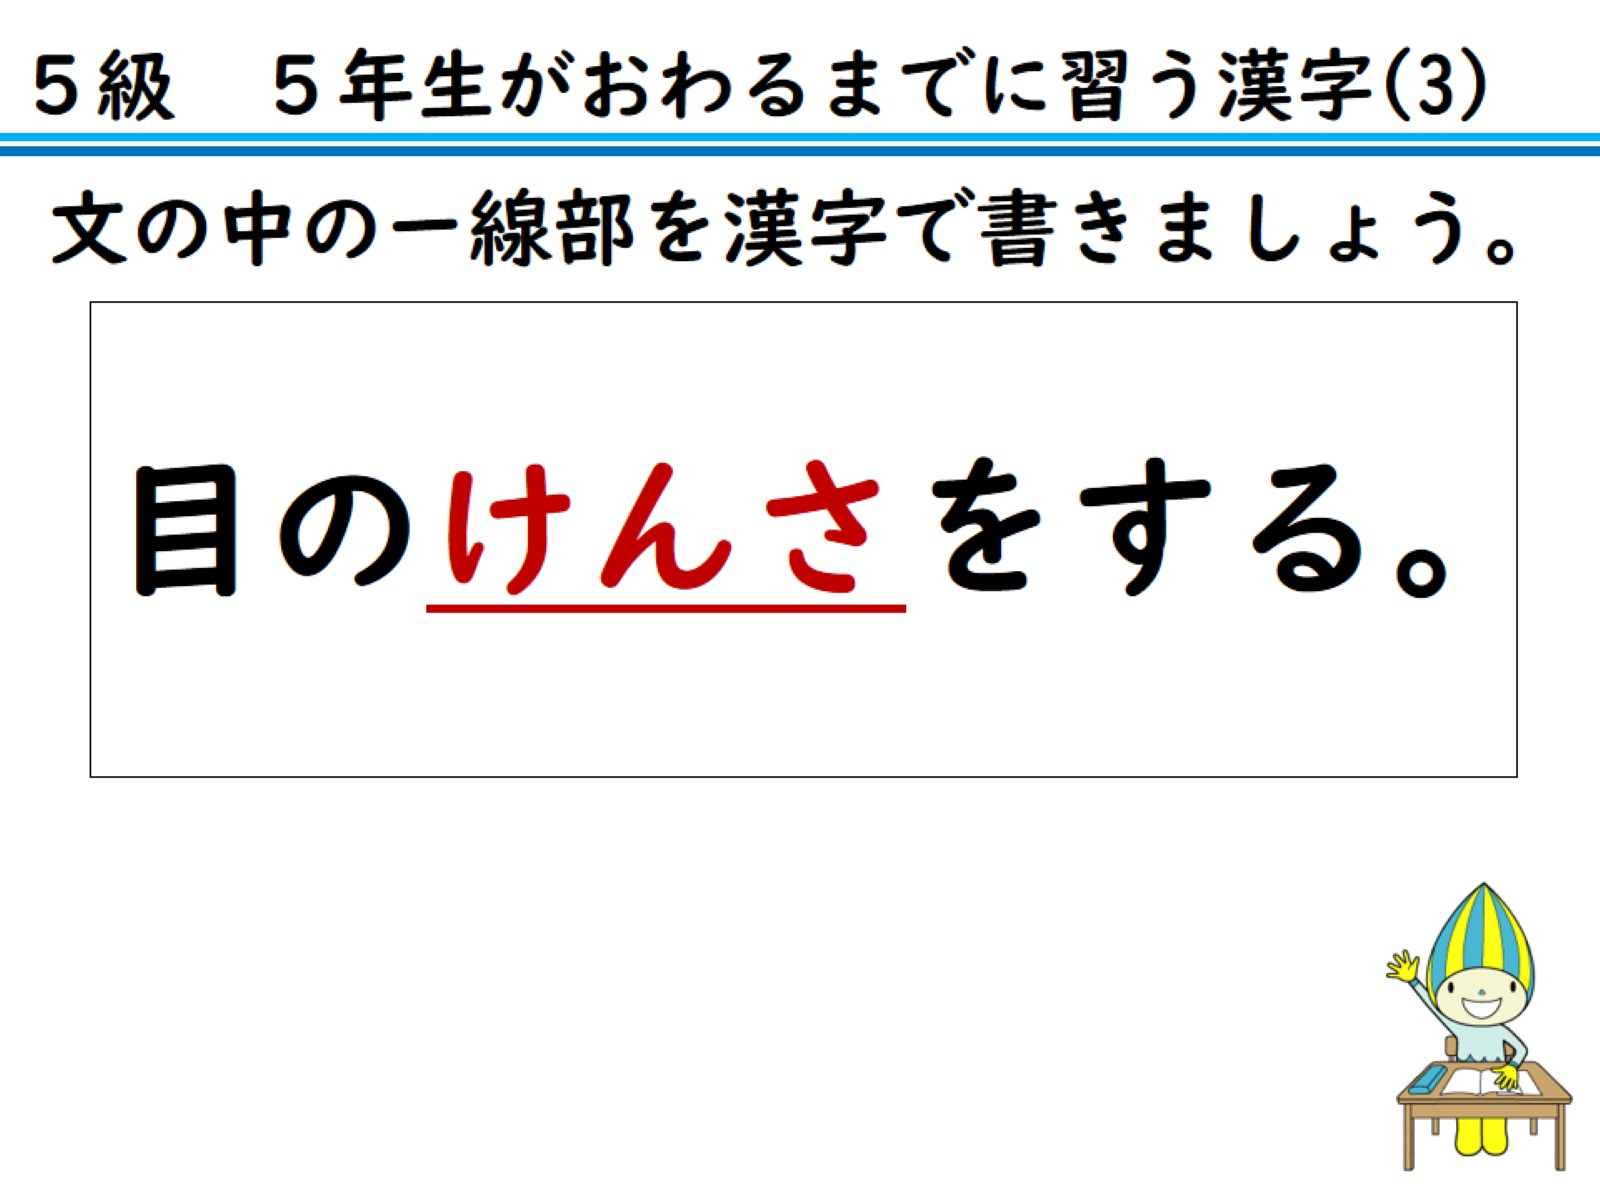 ５級　５年生がおわるまでに習う漢字(3)
文の中の―線部を漢字で書きましょう。
目のけんさをする。